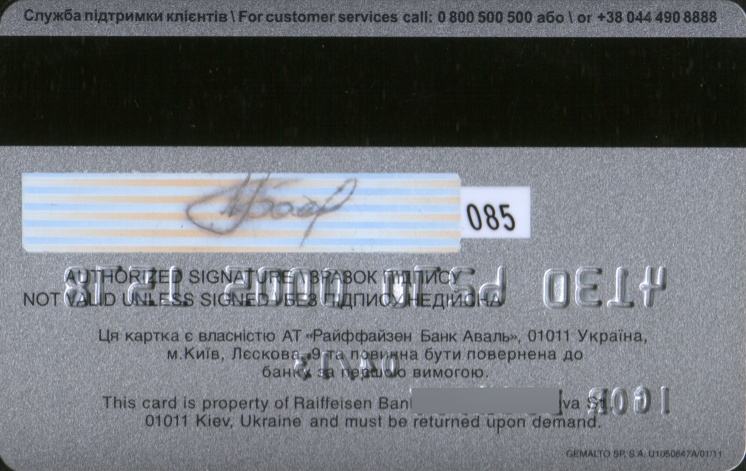 Служба підтримки клієнтів \ For customer services call: 0 800 500 500 або \ or +38 044 490 8888
085
AUTHORIZED SIGNATURE / ЗРАЗОК ПІДПИСУ
NOT VALID UNLESS SIGNED / БЕЗ ПІДПИСУ НЕДІЙСНА
Ця картка є власністю АТ «Райффайзен Банк Аваль», 01011 Україна,
м.Київ, Лєскова, 9 та повинна бути повернена до
банку за першою вимогою.
This card is property of Raiffeisen
01011 Kiev, Ukraine and must be returned upon demand.
GEMALTO SP, S.A. U1050647A/01/11